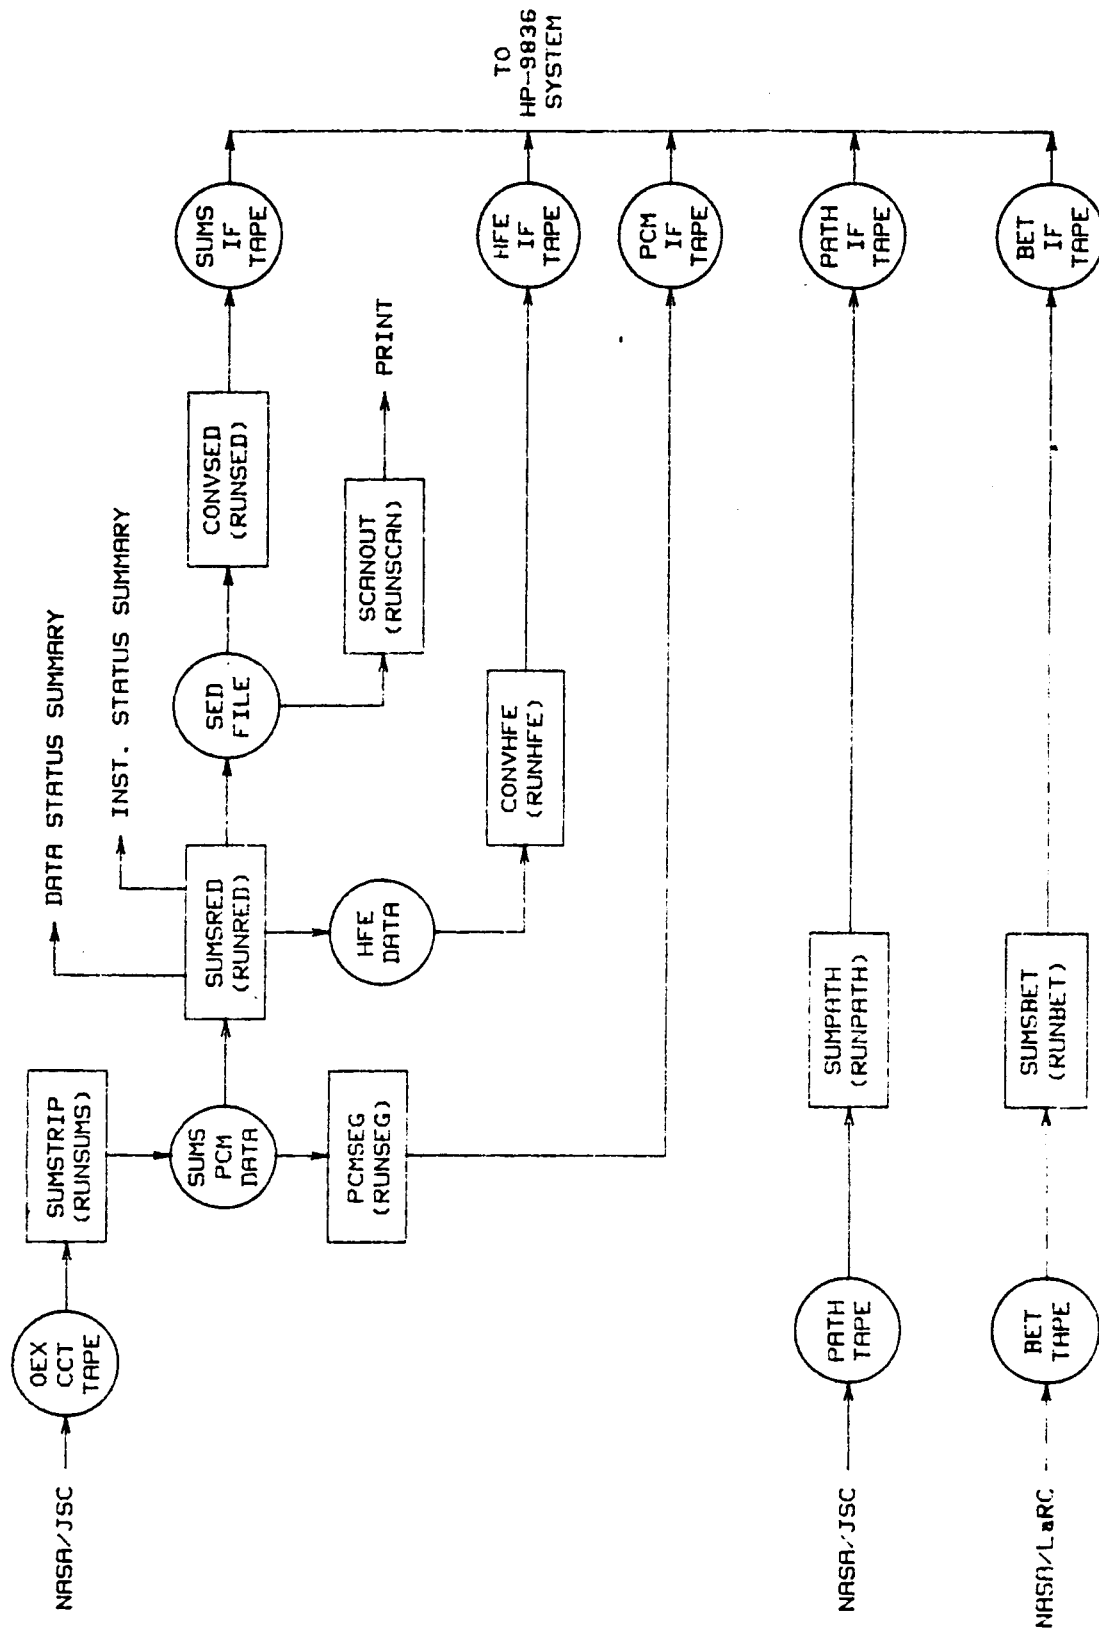 NASA/JSC
OEX
CCT
TAPE
SUMSTRIP
(RUNSUMS)
SUMS
PCM
DATA
PCMSEG
(RUNSEG)
DATA STATUS SUMMARY
INST. STATUS SUMMARY
SUMSRED
(RUNRED)
HFE
DATA
SED
FILE
CONVSED
(RUNSED)
SCANOUT
(RUNSCAN)
PRINT
CONVHFE
(RUNHFE)
SUMS
IF
TAPE
HFE
IF
TAPE
PCM
IF
TAPE
TO
HP-9836
SYSTEM
NASA/JSC
PATH
TAPE
SUMPATH
(RUNPATH)
PATH
IF
TAPE
NASA/LaRC
BET
TAPE
SUMSBET
(RUNBET)
BET
IF
TAPE